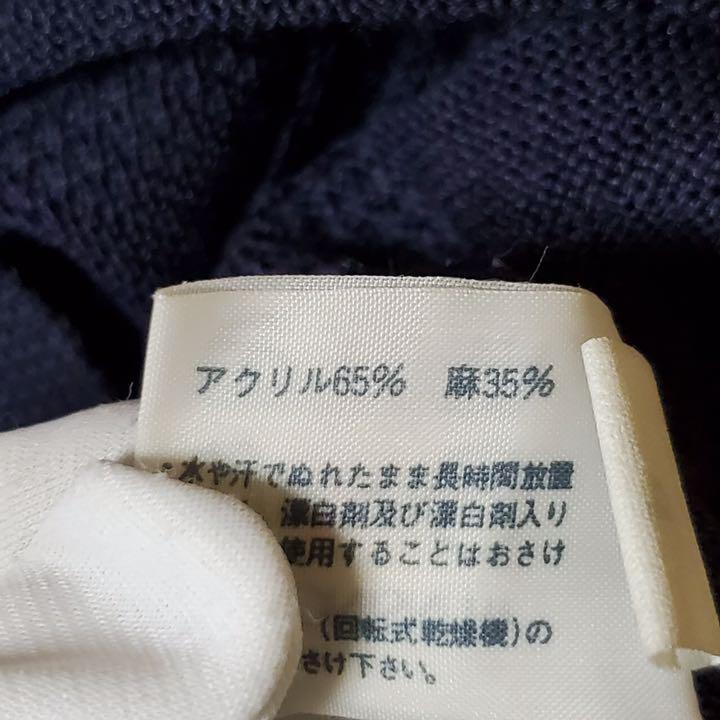 アクリル65% 麻35%
・水や汗でぬれたまま長時間放置
漂白剤及び漂白剤入り
使用することはおさけ
(回転式乾燥機)の
さけ下さい。